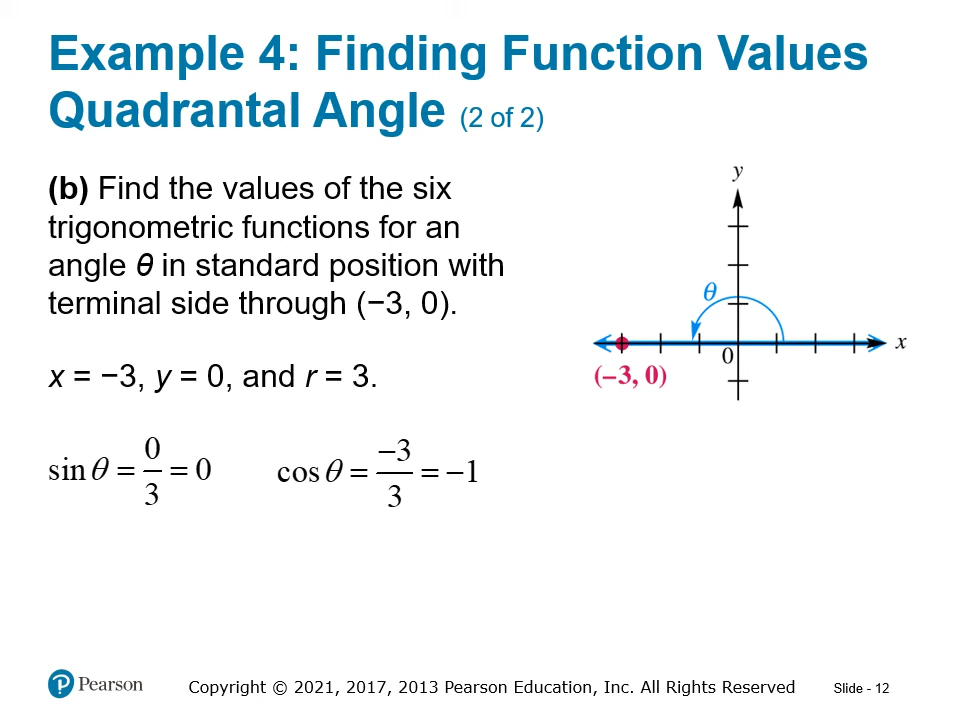 Example 4: Finding Function Values
Quadrantal Angle (2 of 2)
(b) Find the values of the six
trigonometric functions for an
angle θ in standard position with
terminal side through (−3, 0).
x = −3, y = 0, and r = 3.
sin θ = 0/3 = 0
cos θ = −3/3 = −1
y
θ
x
0
(−3, 0)
Pearson
Copyright © 2021, 2017, 2013 Pearson Education, Inc. All Rights Reserved
Slide - 12